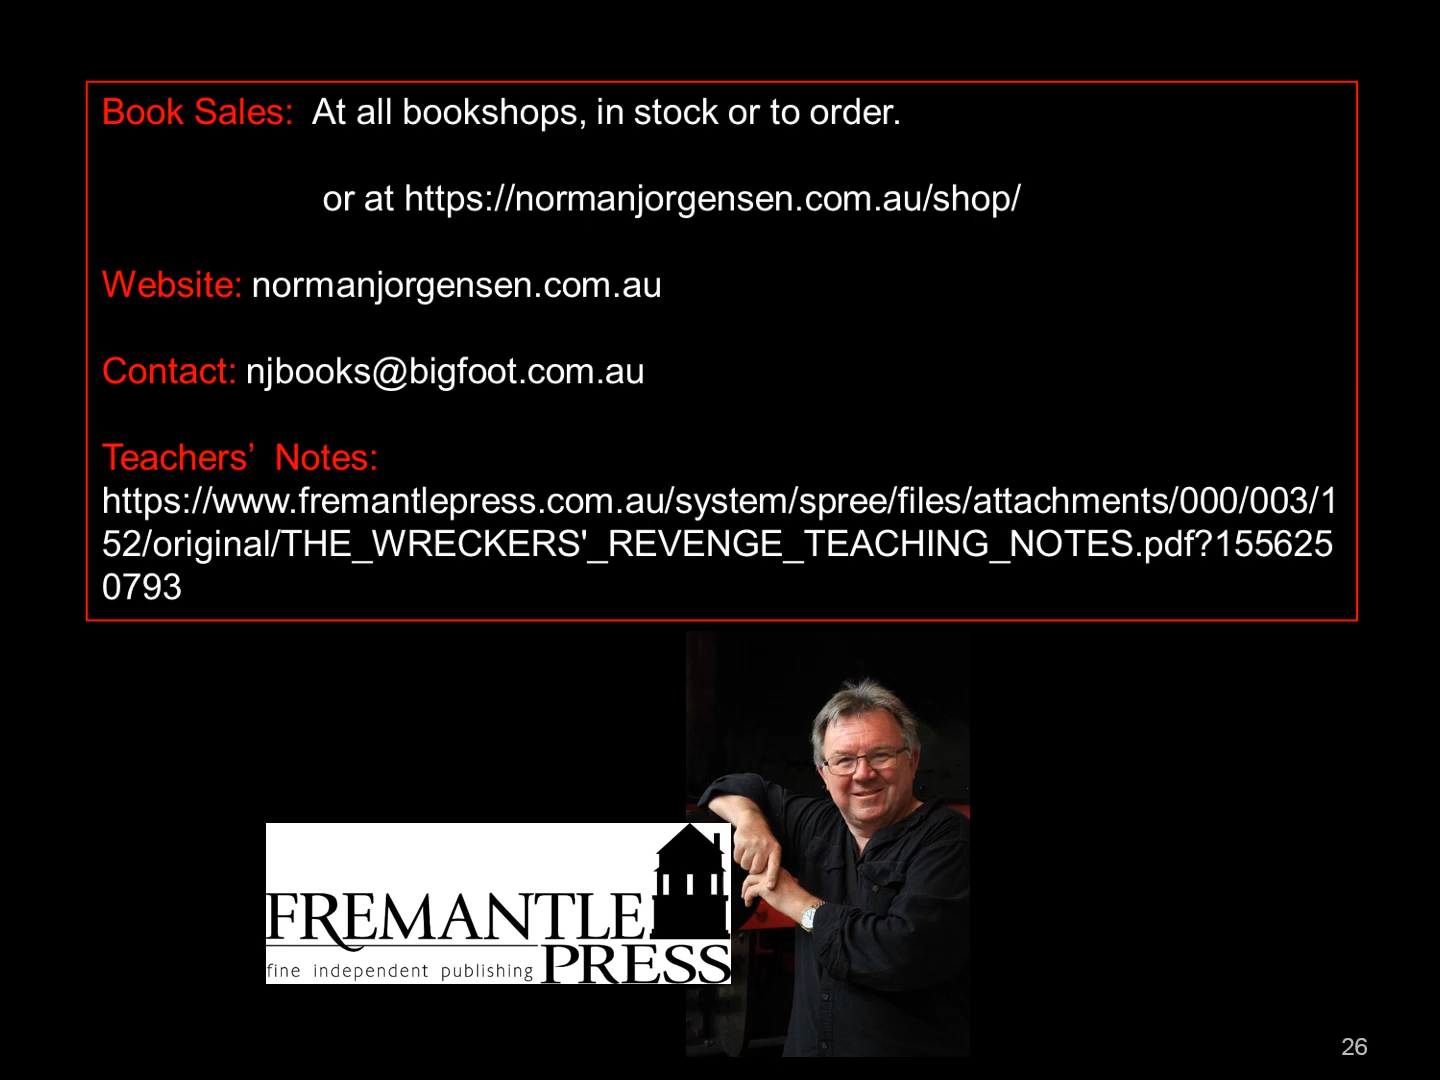 Book Sales:  At all bookshops, in stock or to order.
or at https://normanjorgensen.com.au/shop/
Website: normanjorgensen.com.au
Contact: njbooks@bigfoot.com.au
Teachers’  Notes:
https://www.fremantlepress.com.au/system/spree/files/attachments/000/003/1
52/original/THE_WRECKERS'_REVENGE_TEACHING_NOTES.pdf?155625
0793
FREMANTLE
PRESS
fine independent publishing
26